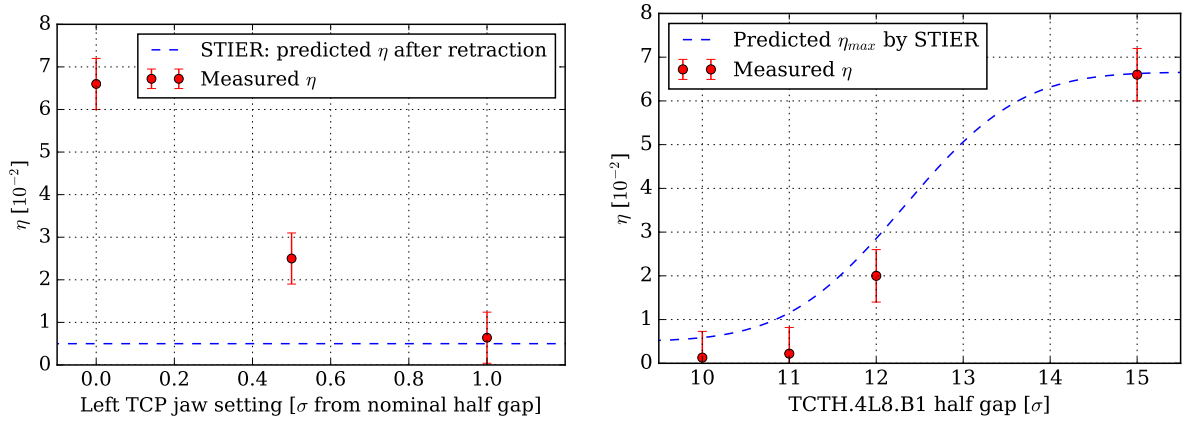 8
7
6
5
4
3
2
1
0
η [10⁻²]
STIER: predicted η after retraction
Measured η
0.0 0.2 0.4 0.6 0.8 1.0
Left TCP jaw setting [σ from nominal half gap]
8
7
6
5
4
3
2
1
0
η [10⁻²]
Predicted ηₘₐₓ by STIER
Measured η
10 11 12 13 14 15
TCTH.4L8.B1 half gap [σ]